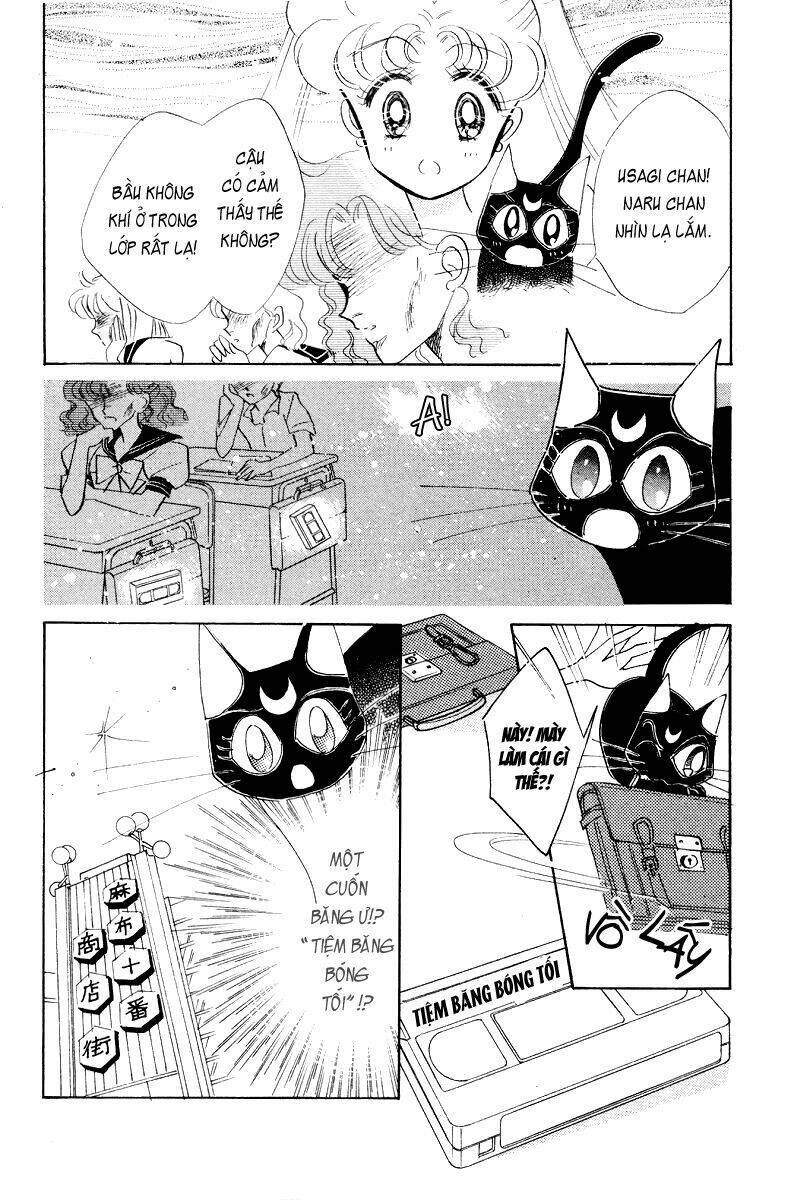 USAGI CHAN!
NARU CHAN
NHÌN LẠ LẮM.
CẬU
CÓ CẢM
THẤY THẾ
KHÔNG?
BẦU KHÔNG
KHÍ Ở TRONG
LỚP RẤT LẠ!
A!
NÀY! MÀY
LÀM CÁI GÌ
THẾ?!
VỒ LẤY
TIỆM BĂNG BÓNG TỐI
MỘT
CUỐN
BĂNG Ư!?
"TIỆM BĂNG
BÓNG
TỐI"!?
麻布十番
商店街